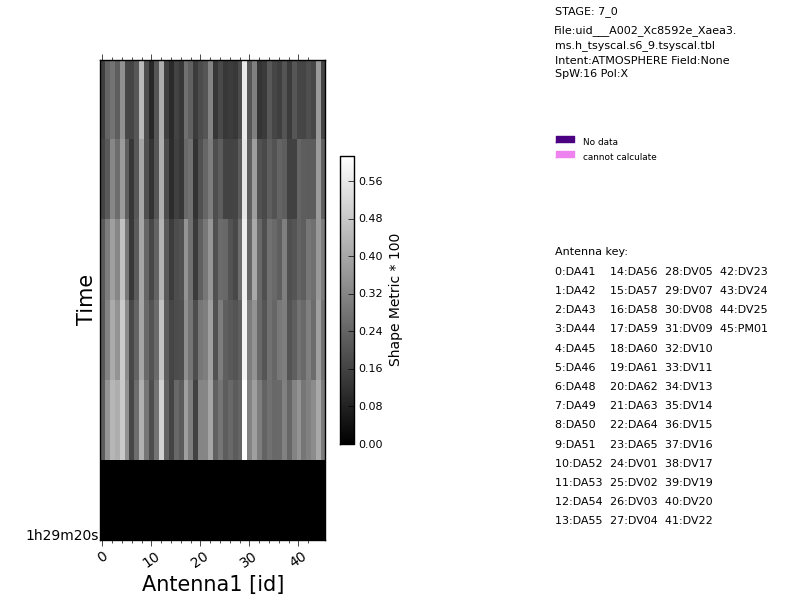 STAGE: 7_0
File:uid___A002_Xc8592e_Xaea3.
ms.h_tsyscal.s6_9.tsyscal.tbl
Intent:ATMOSPHERE Field:None
SpW:16 Pol:X
No data
cannot calculate
0.56
0.48
0.40
0.32
0.24
0.16
0.08
0.00
Shape Metric * 100
Time
1h29m20s
0 10 20 30 40
Antenna1 [id]
Antenna key:
0:DA41 14:DA56 28:DV05 42:DV23
1:DA42 15:DA57 29:DV07 43:DV24
2:DA43 16:DA58 30:DV08 44:DV25
3:DA44 17:DA59 31:DV09 45:PM01
4:DA45 18:DA60 32:DV10
5:DA46 19:DA61 33:DV11
6:DA48 20:DA62 34:DV13
7:DA49 21:DA63 35:DV14
8:DA50 22:DA64 36:DV15
9:DA51 23:DA65 37:DV16
10:DA52 24:DV01 38:DV17
11:DA53 25:DV02 39:DV19
12:DA54 26:DV03 40:DV20
13:DA55 27:DV04 41:DV22